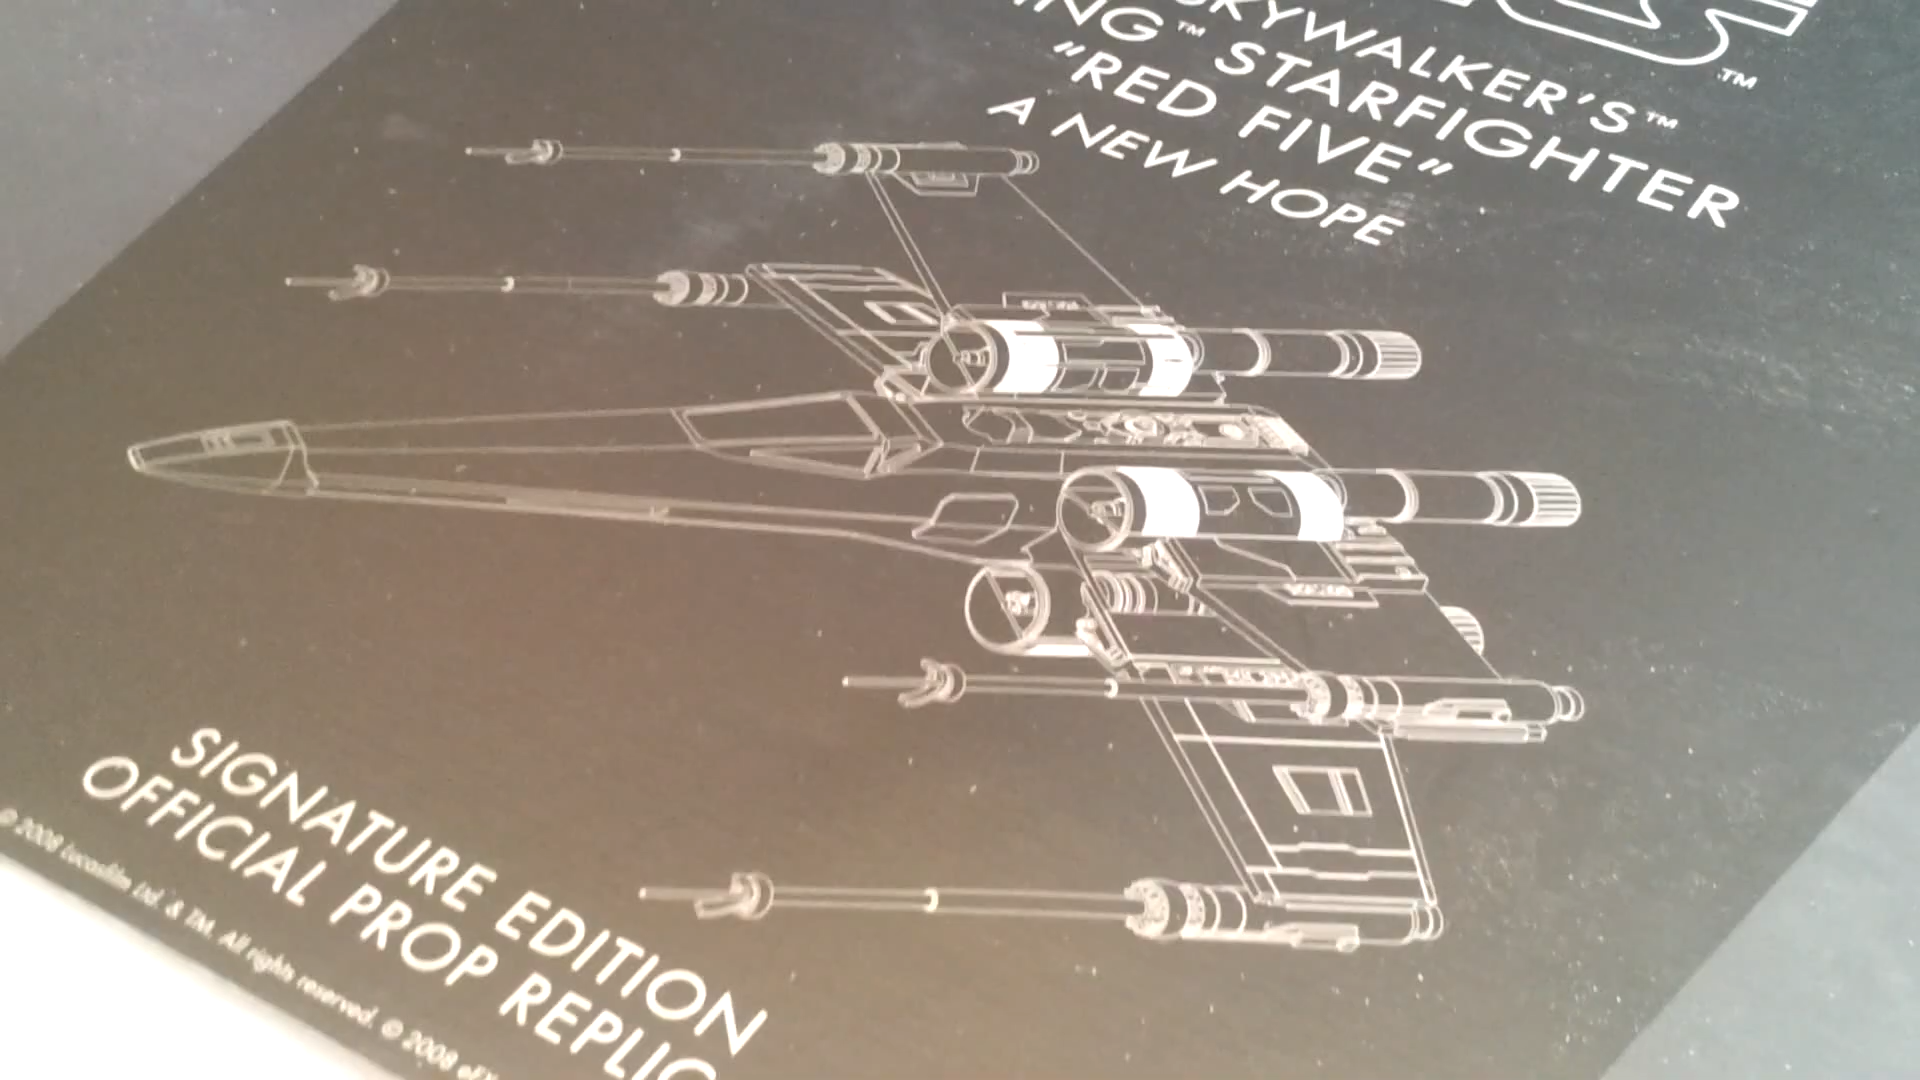 SKYWALKER'S™
™ STARFIGHTER
"RED FIVE"
A NEW HOPE
SIGNATURE EDITION
OFFICIAL PROP
© 2008 Lucasfilm Ltd. & TM. All rights reserved. © 2008